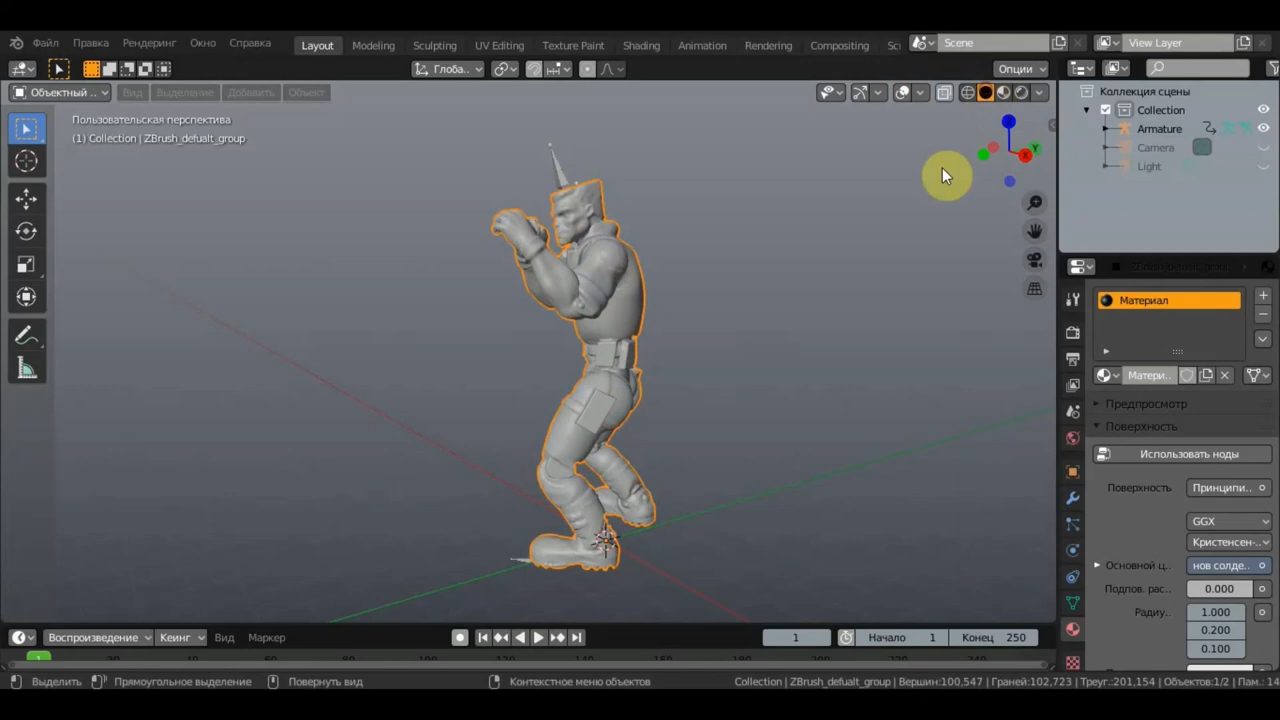 Файл Правка Рендеринг Окно Справка Layout Modeling Sculpting UV Editing Texture Paint Shading Animation Rendering Compositing Sc Scene View Layer
Глоба.. Опции
Объектный .. Вид Выделение Добавить Объект
Коллекция сцены
Пользовательская перспектива
(1) Collection | ZBrush_defualt_group
Collection
Armature
Camera
Light
X
Y
ZBrush_defualt_group
Материал
Матери..
Предпросмотр
Поверхность
Использовать ноды
Поверхность Принципи..
GGX
Кристенсен-..
Основной ц.. нов солде..
Подпов. рас.. 0.000
Радиу.. 1.000
0.200
0.100
Воспроизведение Кеинг Вид Маркер 1 Начало 1 Конец 250
1
Выделить Прямоугольное выделение Повернуть вид Контекстное меню объектов Collection | ZBrush_defualt_group | Вершин:100,547 | Граней:102,723 | Треуг.:201,154 | Объектов:1/2 | Пам.: 14